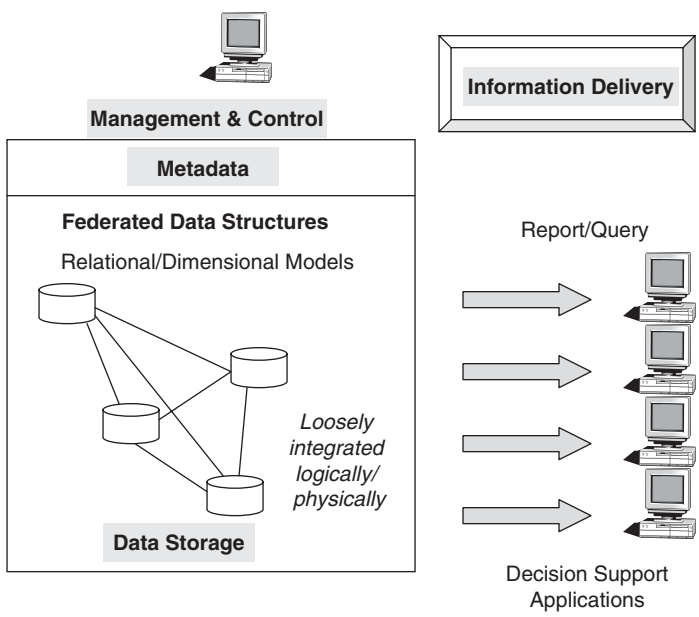 Management & Control
Metadata
Federated Data Structures
Relational/Dimensional Models
Loosely
integrated
logically/
physically
Data Storage
Information Delivery
Report/Query
Decision Support
Applications